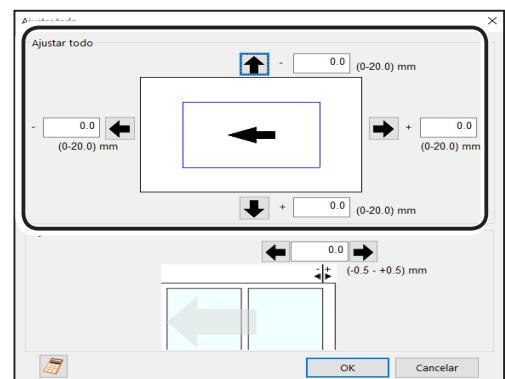 Ajustar todo
- 0.0 (0-20.0) mm
- 0.0 + 0.0
(0-20.0) mm (0-20.0) mm
+ 0.0 (0-20.0) mm
0.0
- + (-0.5 - +0.5) mm
OK Cancelar